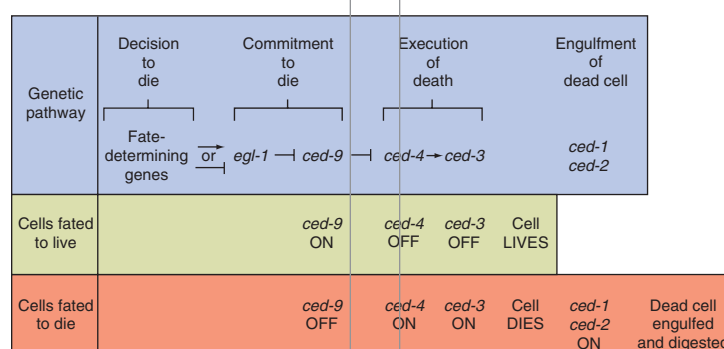 Genetic
pathway
Decision
to
die
Commitment
to
die
Execution
of
death
Engulfment
of
dead cell
Fate-
determining
genes
or
egl-1
ced-9
ced-4
ced-3
ced-1
ced-2
Cells fated
to live
ced-9
ON
ced-4
OFF
ced-3
OFF
Cell
LIVES
Cells fated
to die
ced-9
OFF
ced-4
ON
ced-3
ON
Cell
DIES
ced-1
ced-2
ON
Dead cell
engulfed
and digested